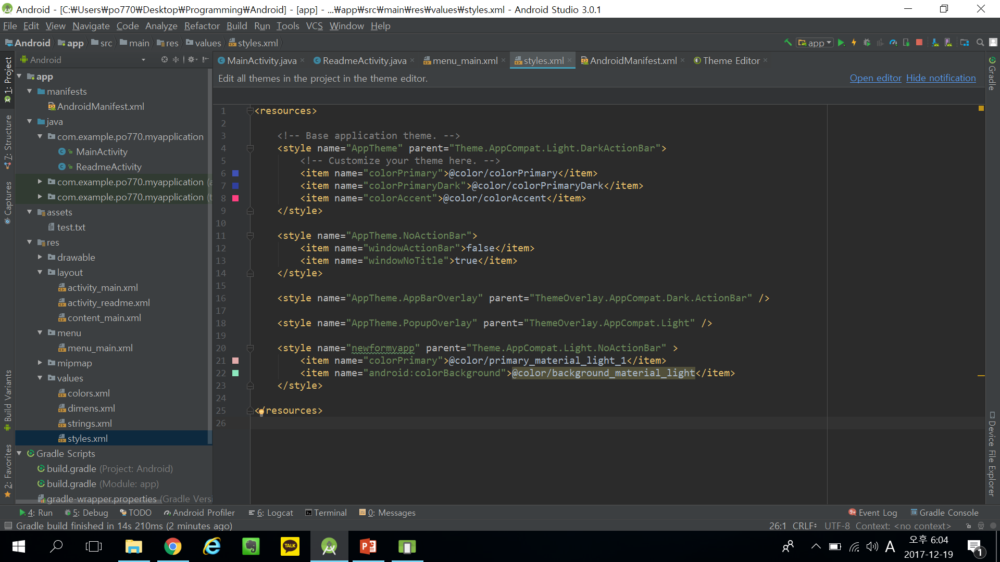 Android - [C:₩Users₩po770₩Desktop₩Programming₩Android] - [app] - ...₩app₩src₩main₩res₩values₩styles.xml - Android Studio 3.0.1
File Edit View Navigate Code Analyze Refactor Build Run Tools VCS Window Help
Android app src main res values styles.xml
app
Android
MainActivity.java ReadmeActivity.java menu_main.xml styles.xml AndroidManifest.xml Theme Editor
Edit all themes in the project in the theme editor.
Open editor Hide notification
1: Project
7: Structure
Captures
Build Variants
2: Favorites
app
manifests
AndroidManifest.xml
java
com.example.po770.myapplication
MainActivity
ReadmeActivity
com.example.po770.myapplication (a
com.example.po770.myapplication (t
assets
test.txt
res
drawable
layout
activity_main.xml
activity_readme.xml
content_main.xml
menu
menu_main.xml
mipmap
values
colors.xml
dimens.xml
strings.xml
styles.xml
Gradle Scripts
build.gradle (Project: Android)
build.gradle (Module: app)
gradle-wrapper.properties (Gradle Versi
1 <resources>
2
3 <!-- Base application theme. -->
4 <style name="AppTheme" parent="Theme.AppCompat.Light.DarkActionBar">
5 <!-- Customize your theme here. -->
6 <item name="colorPrimary">@color/colorPrimary</item>
7 <item name="colorPrimaryDark">@color/colorPrimaryDark</item>
8 <item name="colorAccent">@color/colorAccent</item>
9 </style>
10
11 <style name="AppTheme.NoActionBar">
12 <item name="windowActionBar">false</item>
13 <item name="windowNoTitle">true</item>
14 </style>
15
16 <style name="AppTheme.AppBarOverlay" parent="ThemeOverlay.AppCompat.Dark.ActionBar" />
17
18 <style name="AppTheme.PopupOverlay" parent="ThemeOverlay.AppCompat.Light" />
19
20 <style name="newformyapp" parent="Theme.AppCompat.Light.NoActionBar" >
21 <item name="colorPrimary">@color/primary_material_light_1</item>
22 <item name="android:colorBackground">@color/background_material_light</item>
23 </style>
24
25 </resources>
26
Gradle
Device File Explorer
4: Run 5: Debug TODO Android Profiler 6: Logcat Terminal 0: Messages
9+ Event Log Gradle Console
Gradle build finished in 14s 210ms (2 minutes ago)
26:1 CRLF UTF-8 Context: <no context>
TALK
A
오후 6:04
2017-12-19
1